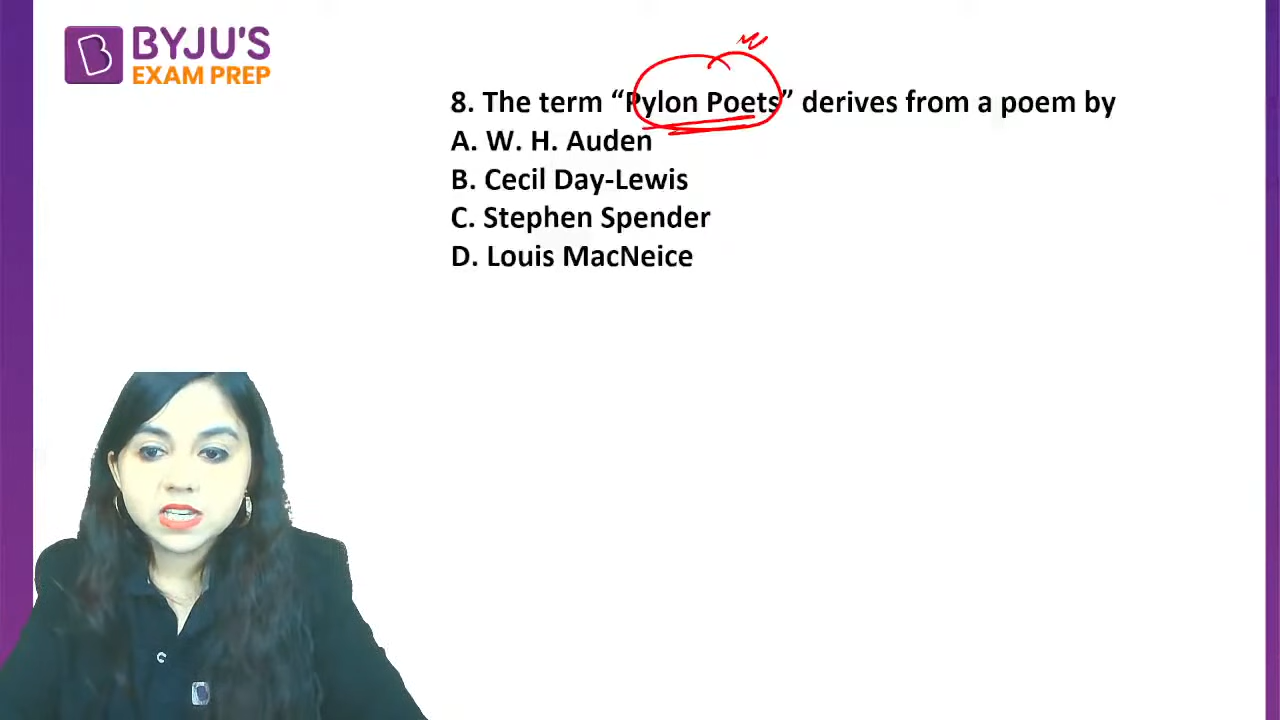 BYJU'S
EXAM PREP
8. The term “Pylon Poets” derives from a poem by
A. W. H. Auden
B. Cecil Day-Lewis
C. Stephen Spender
D. Louis MacNeice